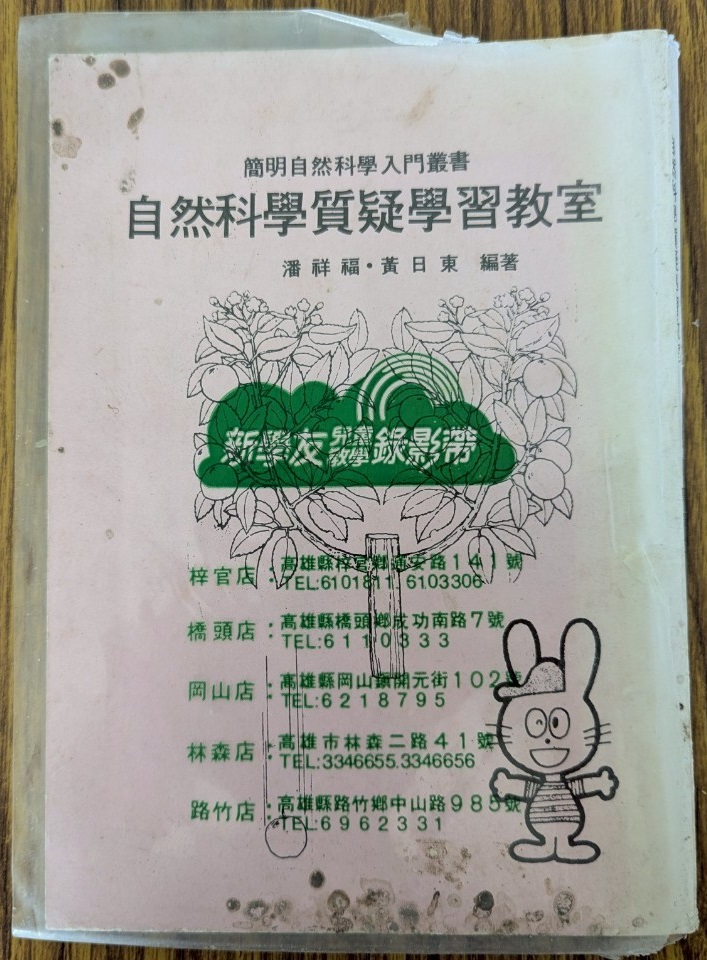 簡明自然科學入門叢書
自然科學質疑學習教室
潘祥福・黃日東 編著
新學友兒童教學錄影帶
梓官店：高雄縣梓官鄉通安路141號
TEL:6101811 6103306
橋頭店：高雄縣橋頭鄉成功南路7號
TEL:6110333
岡山店：高雄縣岡山鎮開元街102號
TEL:6218795
林森店：高雄市林森二路41號
TEL:3346655.3346656
路竹店：高雄縣路竹鄉中山路985號
TEL:6962331